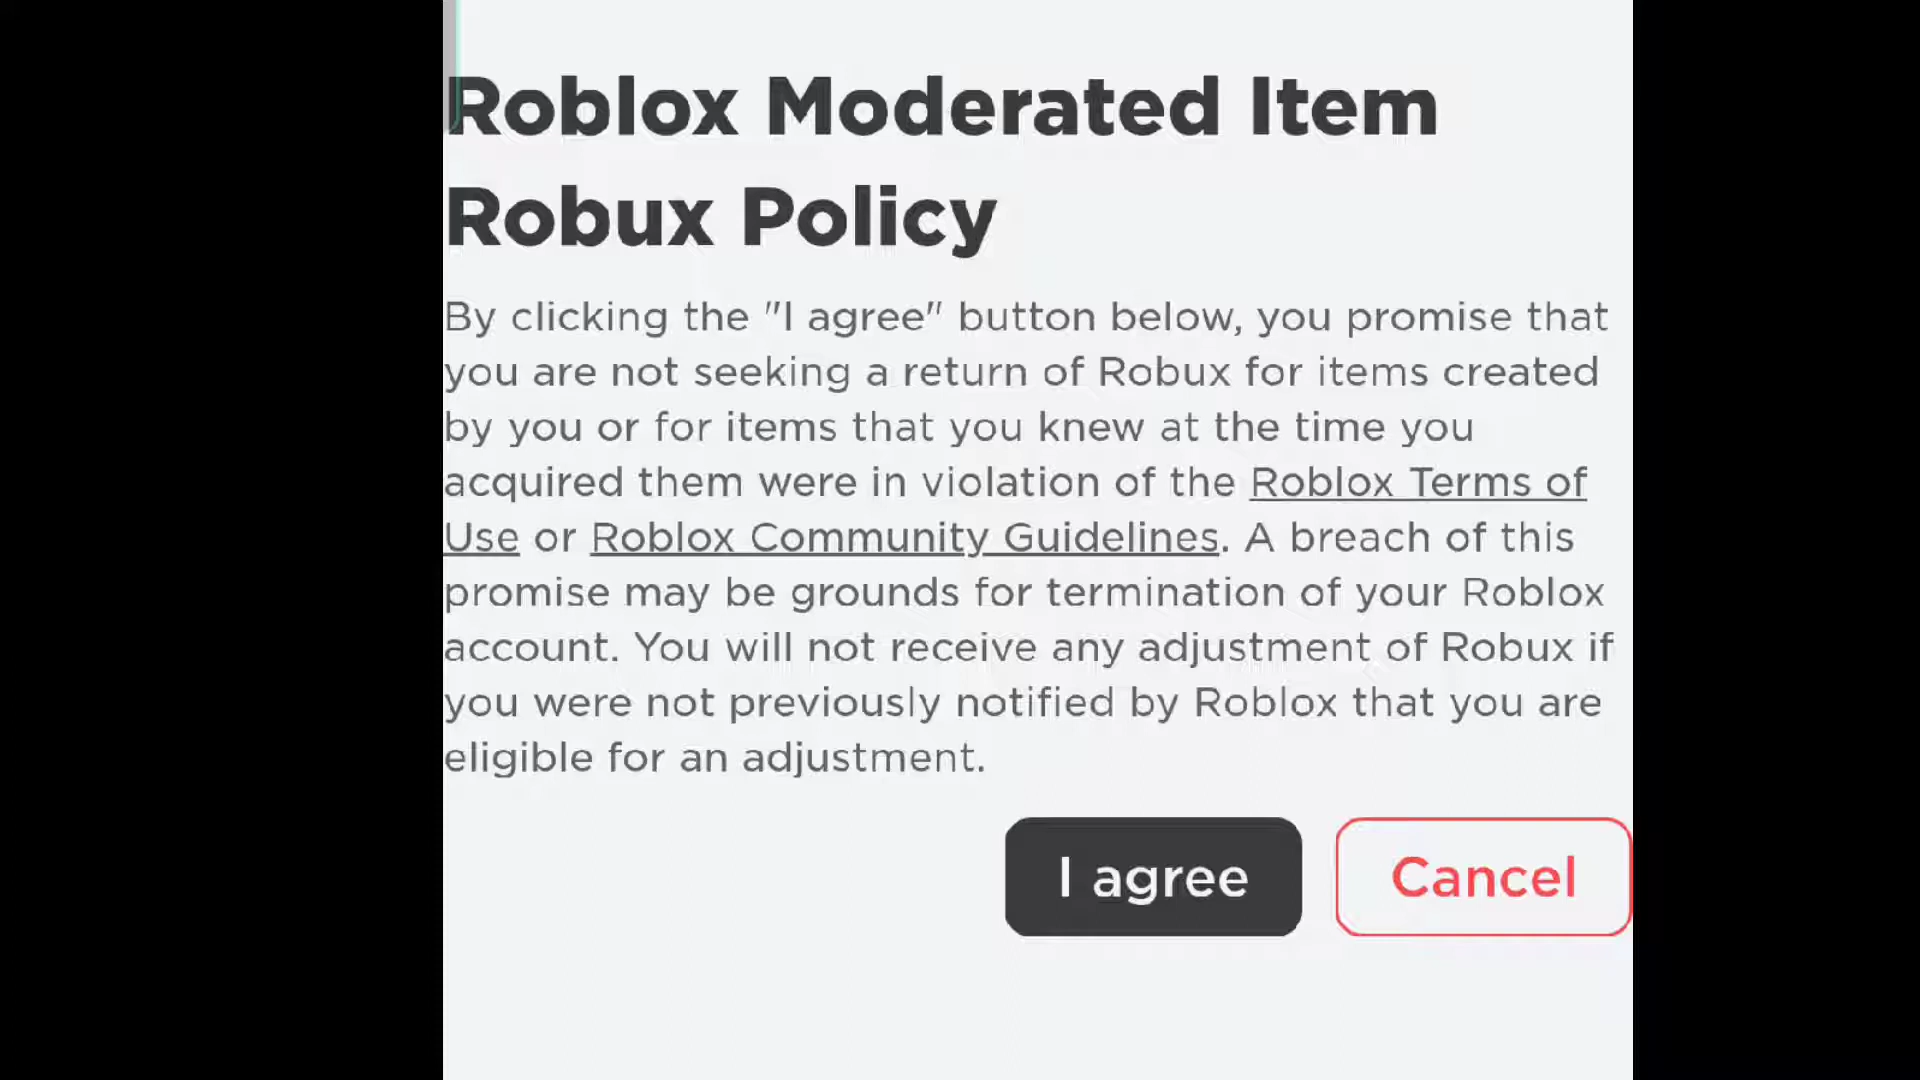 Roblox Moderated Item
Robux Policy
By clicking the "I agree" button below, you promise that
you are not seeking a return of Robux for items created
by you or for items that you knew at the time you
acquired them were in violation of the Roblox Terms of
Use or Roblox Community Guidelines. A breach of this
promise may be grounds for termination of your Roblox
account. You will not receive any adjustment of Robux if
you were not previously notified by Roblox that you are
eligible for an adjustment.
I agree
Cancel